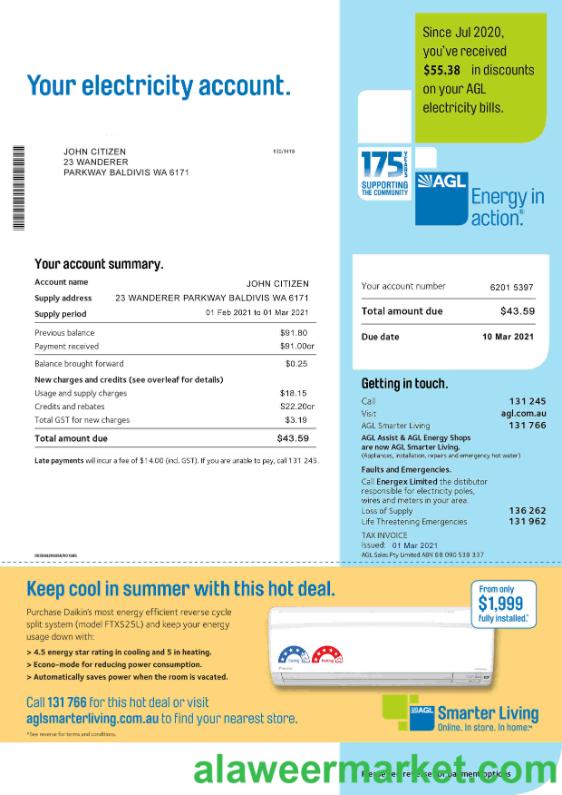 Since Jul 2020,
you've received
$55.38 in discounts
on your AGL
electricity bills.
Your electricity account.
JOHN CITIZEN
23 WANDERER
PARKWAY BALDIVIS WA 6171
175 YEARS
SUPPORTING
THE COMMUNITY
AGL
Energy in
action.®
Your account summary.
Account name JOHN CITIZEN
Supply address 23 WANDERER PARKWAY BALDIVIS WA 6171
Supply period 01 Feb 2021 to 01 Mar 2021
Previous balance $91.80
Payment received $91.00cr
Balance brought forward $0.25
New charges and credits (see overleaf for details)
Usage and supply charges $18.15
Credits and rebates $22.20cr
Total GST for new charges $3.19
Total amount due $43.59
Late payments will incur a fee of $14.00 (incl. GST). If you are unable to pay, call 131 245.
Your account number 6201 5397
Total amount due $43.59
Due date 10 Mar 2021
Getting in touch.
Call 131 245
Visit agl.com.au
AGL Smarter Living 131 766
AGL Assist & AGL Energy Shops
are now AGL Smarter Living.
(Appliances, installation, repairs and emergency hot water)
Faults and Emergencies.
Call Energex Limited the distibutor
responsible for electricity poles,
wires and meters in your area.
Loss of Supply 136 262
Life Threatening Emergencies 131 962
TAX INVOICE
Issued: 01 Mar 2021
AGL Sales Pty Limited ABN 88 090 538 337
Keep cool in summer with this hot deal.
Purchase Daikin's most energy efficient reverse cycle
split system (model FTXS25L) and keep your energy
usage down with:
> 4.5 energy star rating in cooling and 5 in heating.
> Econo-mode for reducing power consumption.
> Automatically saves power when the room is vacated.
Call 131 766 for this hot deal or visit
aglsmarterliving.com.au to find your nearest store.
*See reverse for terms and conditions.
From only
$1,999
fully installed.*
AGL
Smarter Living
Online. In store. In home.™
alaweermarket.com